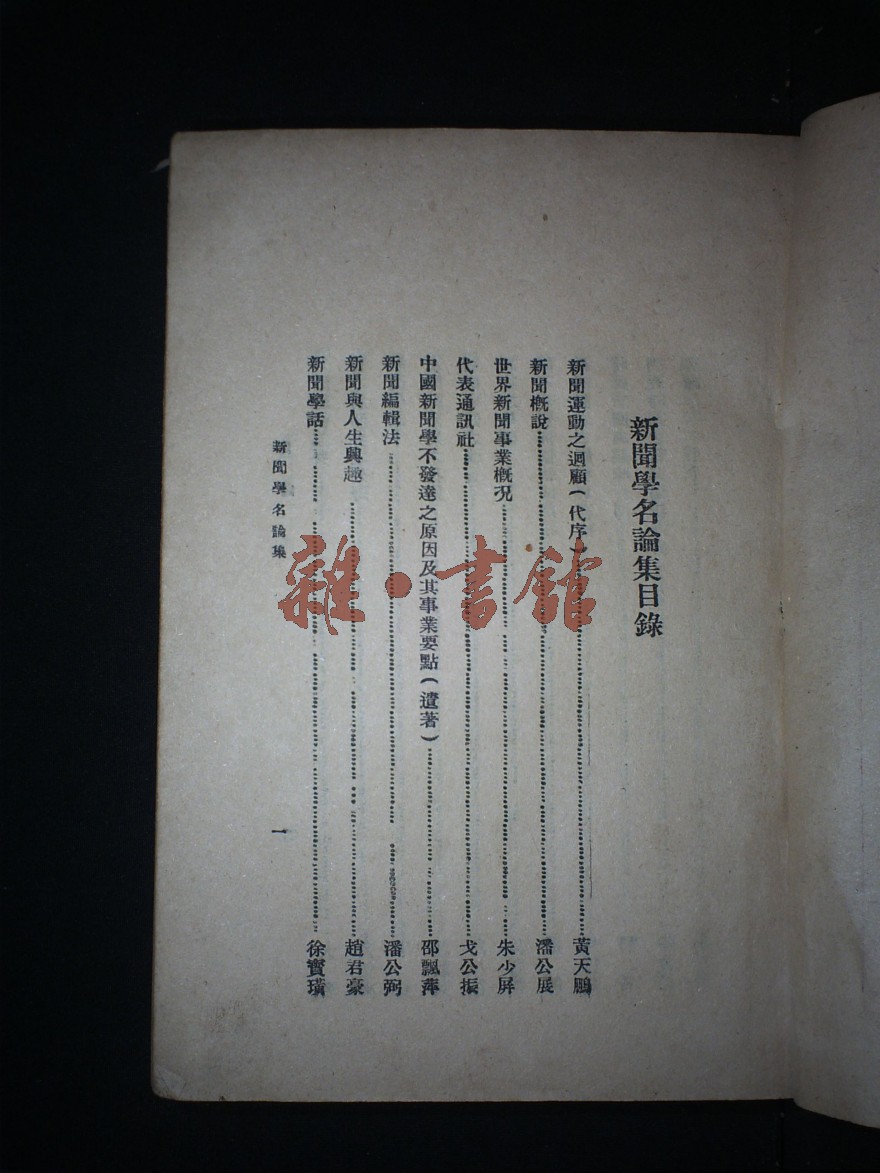 新聞學名論集目錄
新聞運動之迴顧(代序)……黃天鵬
新聞概說……潘公展
世界新聞事業概况……朱少屏
代表通訊社……戈公振
中國新聞學不發達之原因及其事業要點(遺著)……邵飄萍
新聞編輯法……潘公弼
新聞與人生興趣……趙君豪
新聞學話……徐寶璜
新聞學名論集
一
雜·書館